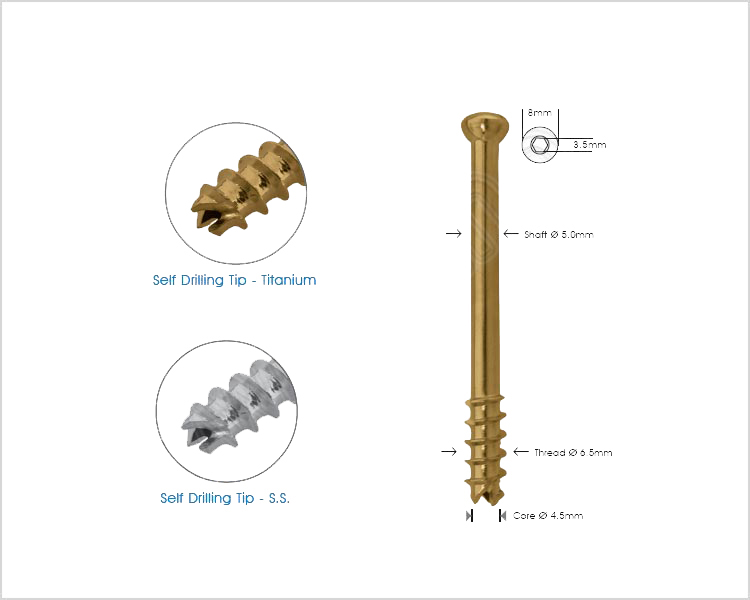 8mm
3.5mm
Shaft Ø 5.0mm
Self Drilling Tip - Titanium
Thread Ø 6.5mm
Self Drilling Tip - S.S.
Core Ø 4.5mm